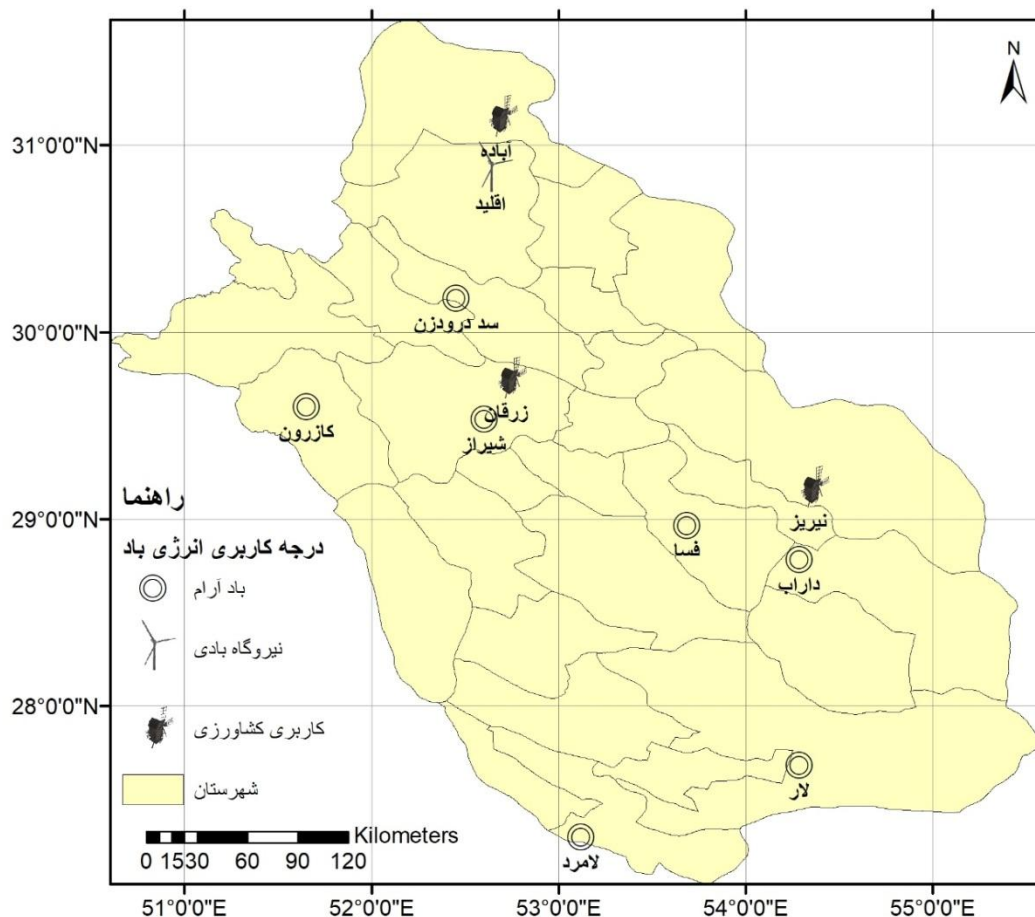 N
31°0'0"N
30°0'0"N
29°0'0"N
28°0'0"N
آباده
اقلید
سد درودزن
زرقان
شیراز
کازرون
نیریز
فسا
داراب
لار
لامرد
راهنما
درجه کاربری انرژی باد
باد آرام
نیروگاه بادی
کاربری کشاورزی
شهرستان
Kilometers
0 15 30 60 90 120
51°0'0"E 52°0'0"E 53°0'0"E 54°0'0"E 55°0'0"E